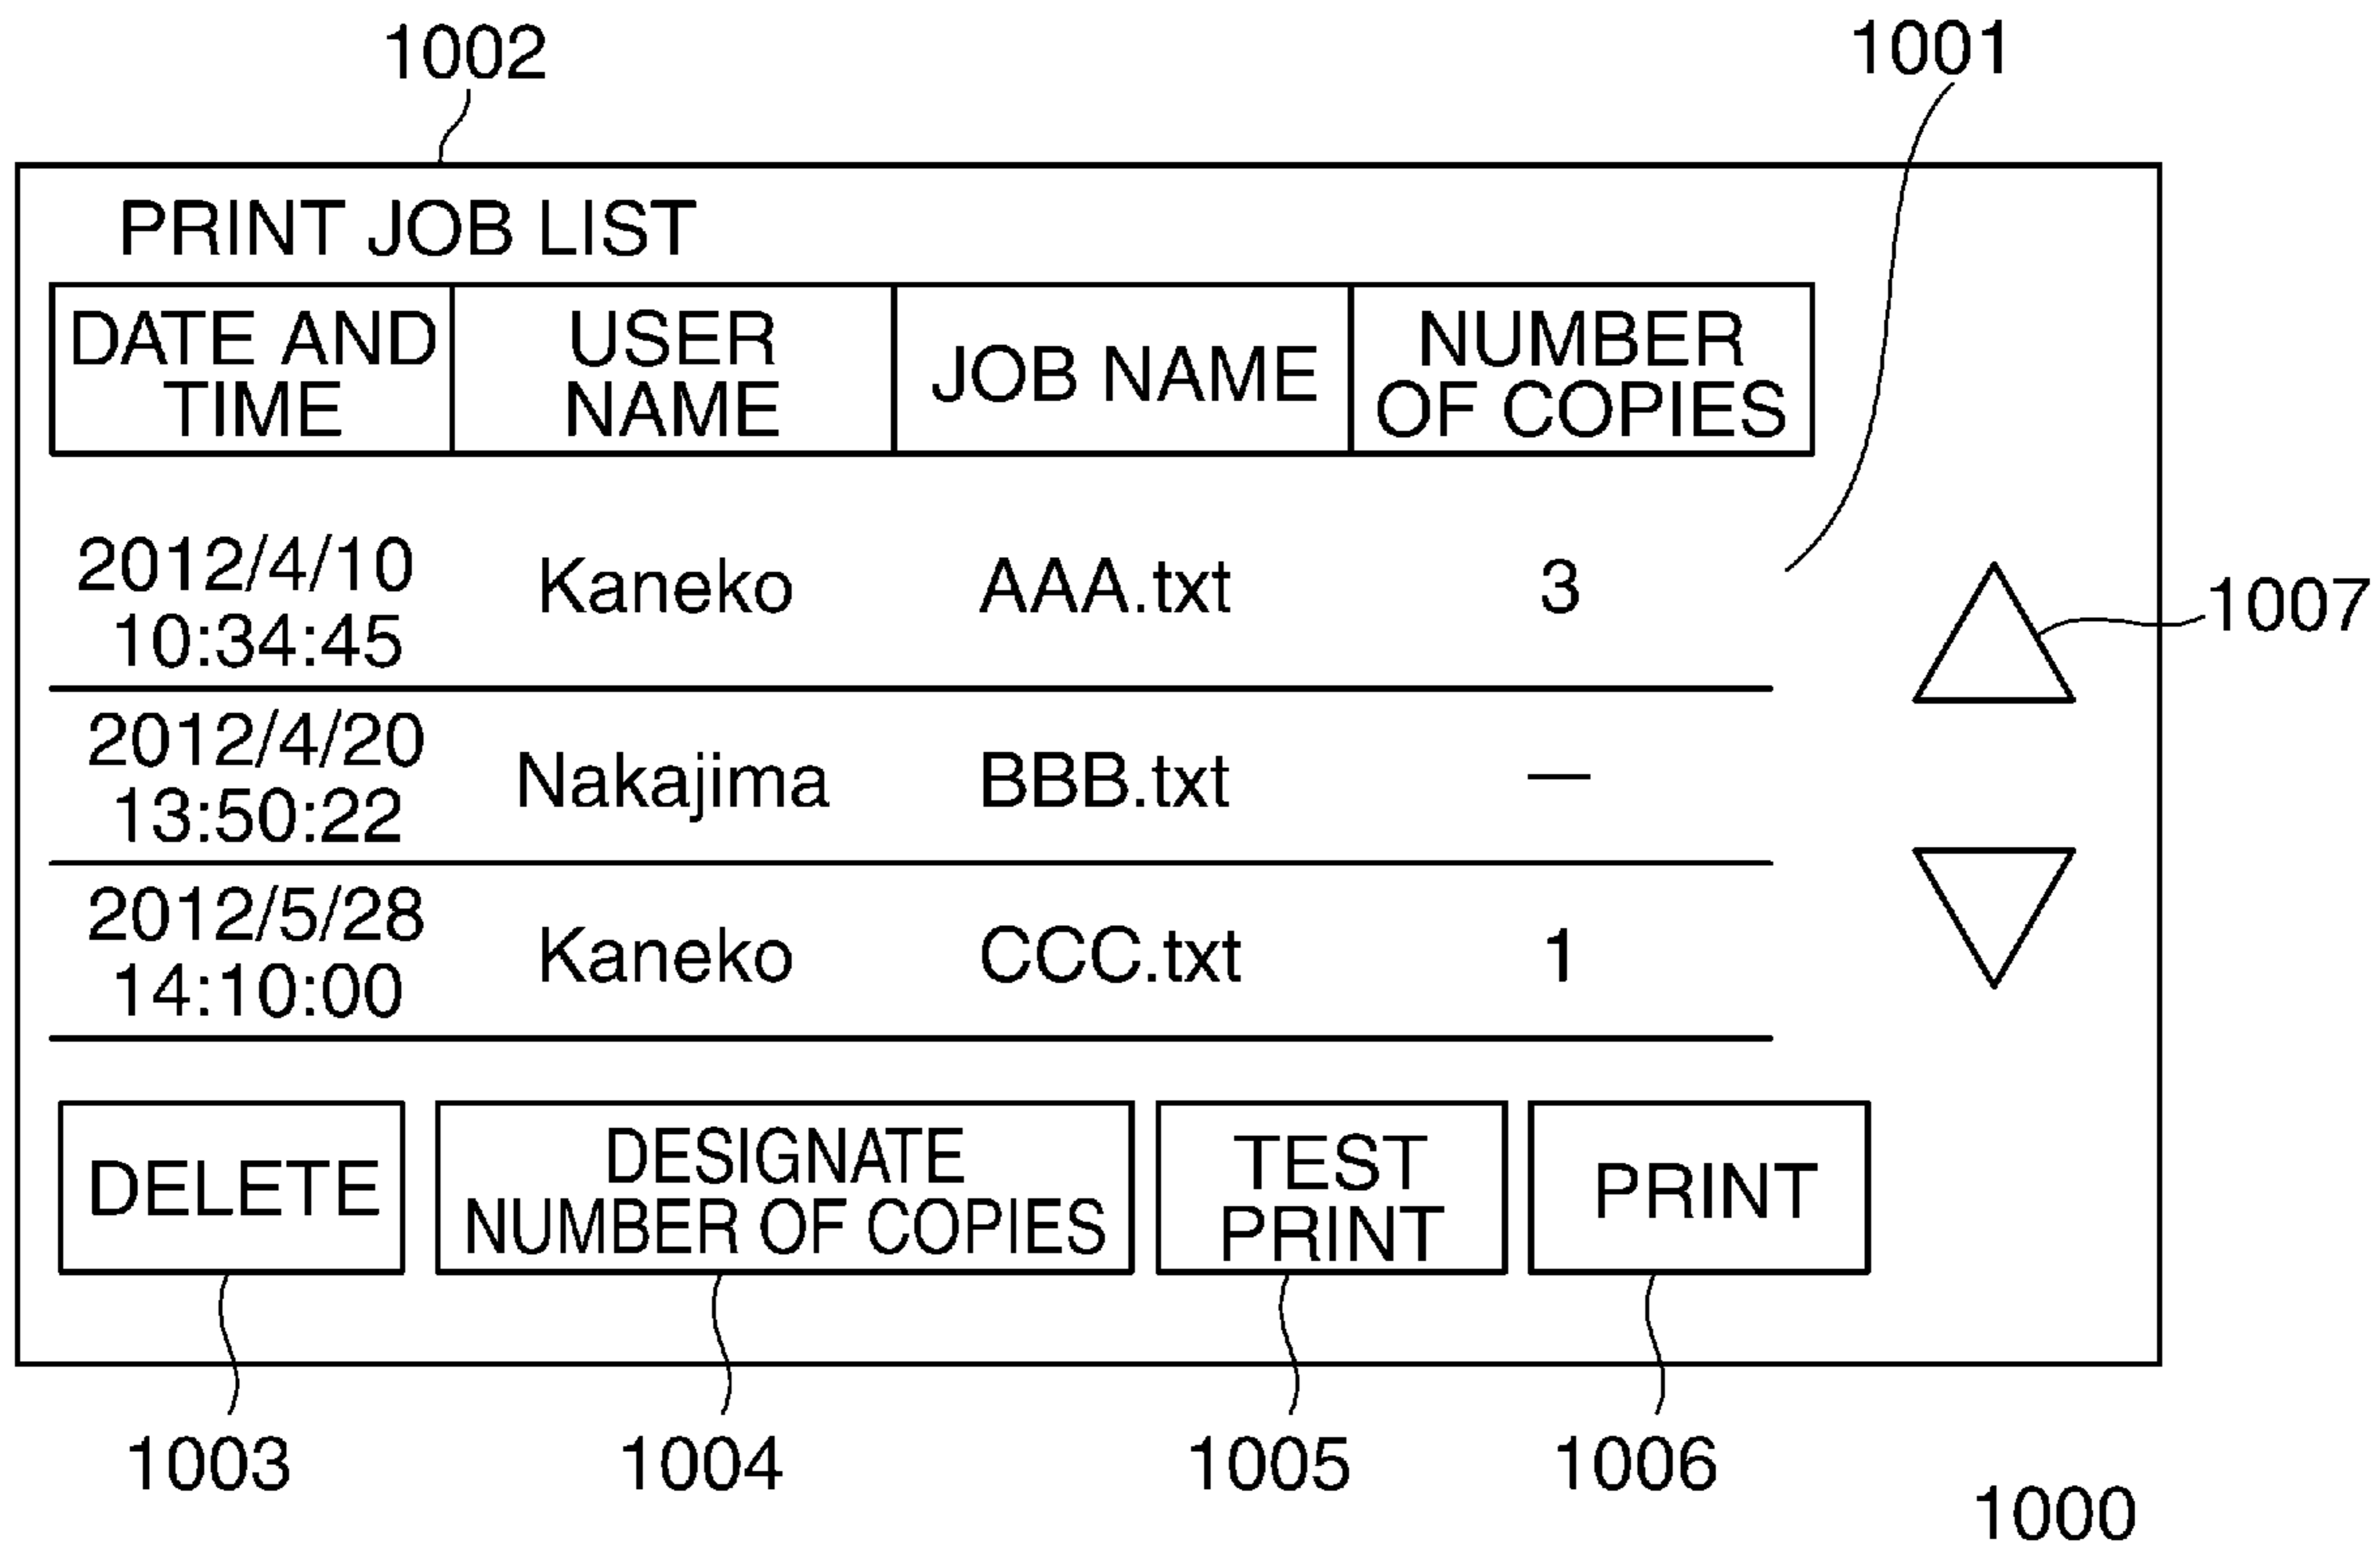 1002
1001
PRINT JOB LIST
DATE AND
TIME
USER
NAME
JOB NAME
NUMBER
OF COPIES
2012/4/10
10:34:45
Kaneko
AAA.txt
3
1007
2012/4/20
13:50:22
Nakajima
BBB.txt
—
2012/5/28
14:10:00
Kaneko
CCC.txt
1
DELETE
DESIGNATE
NUMBER OF COPIES
TEST
PRINT
PRINT
1003
1004
1005
1006
1000